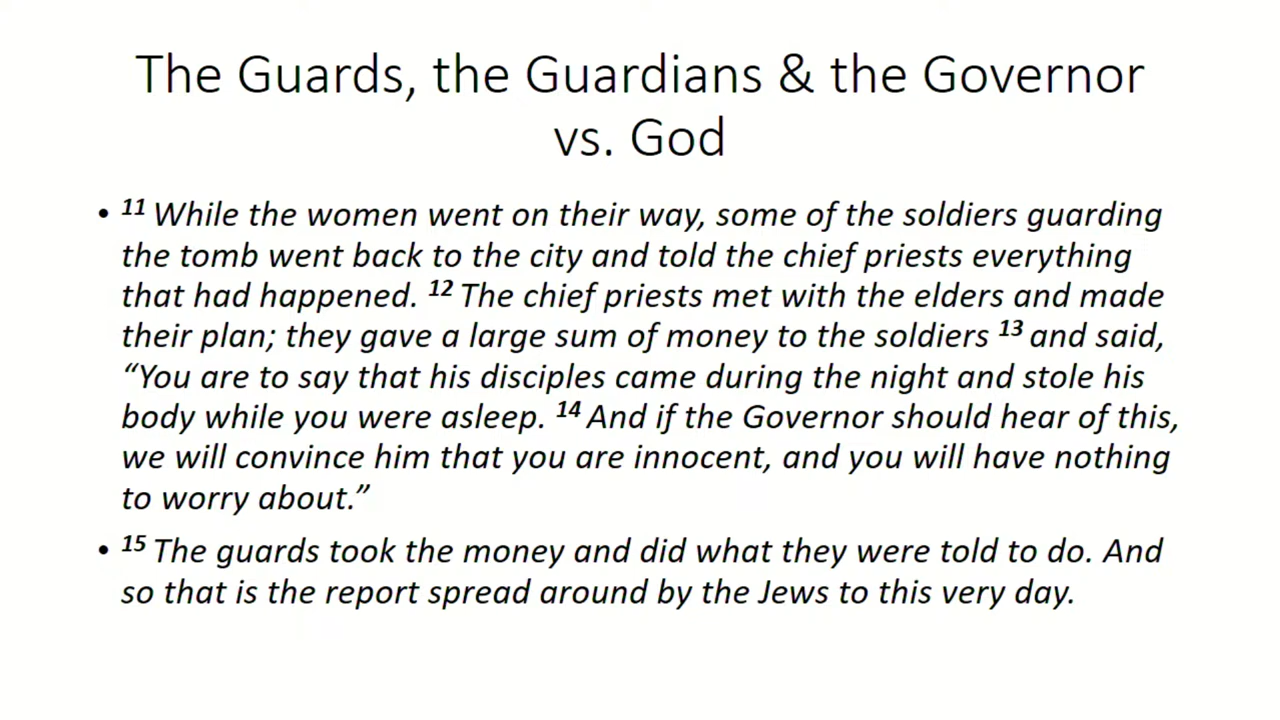 The Guards, the Guardians & the Governor
vs. God
• 11 While the women went on their way, some of the soldiers guarding
the tomb went back to the city and told the chief priests everything
that had happened. 12 The chief priests met with the elders and made
their plan; they gave a large sum of money to the soldiers 13 and said,
“You are to say that his disciples came during the night and stole his
body while you were asleep. 14 And if the Governor should hear of this,
we will convince him that you are innocent, and you will have nothing
to worry about.”
• 15 The guards took the money and did what they were told to do. And
so that is the report spread around by the Jews to this very day.